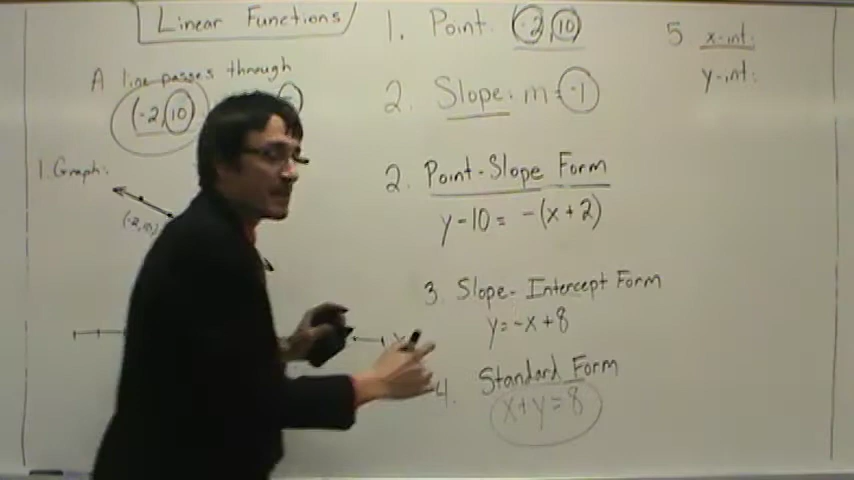 Linear Functions
A line passes through
(-2, 10)
1. Graph:
(-2, 10)
1. Point: (-2, 10)
2. Slope: m = -1
2. Point-Slope Form
y-10 = -(x+2)
3. Slope-Intercept Form
y = -x+8
4. Standard Form
x+y=8
5 x-int:
y-int: